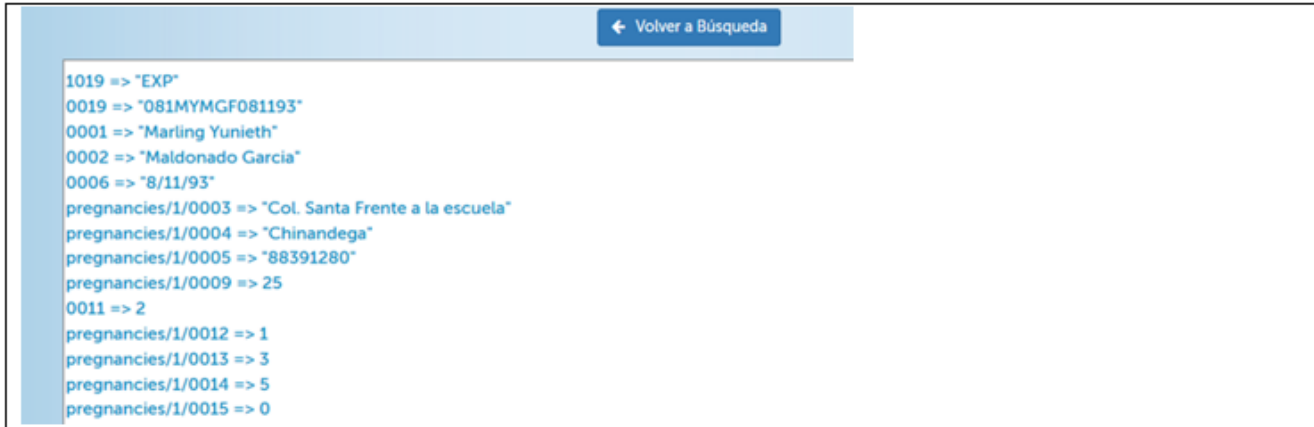 Volver a Búsqueda
1019 => "EXP"
0019 => "081MYMGF081193"
0001 => "Marling Yunieth"
0002 => "Maldonado Garcia"
0006 => "8/11/93"
pregnancies/1/0003 => "Col. Santa Frente a la escuela"
pregnancies/1/0004 => "Chinandega"
pregnancies/1/0005 => "88391280"
pregnancies/1/0009 => 25
0011 => 2
pregnancies/1/0012 => 1
pregnancies/1/0013 => 3
pregnancies/1/0014 => 5
pregnancies/1/0015 => 0